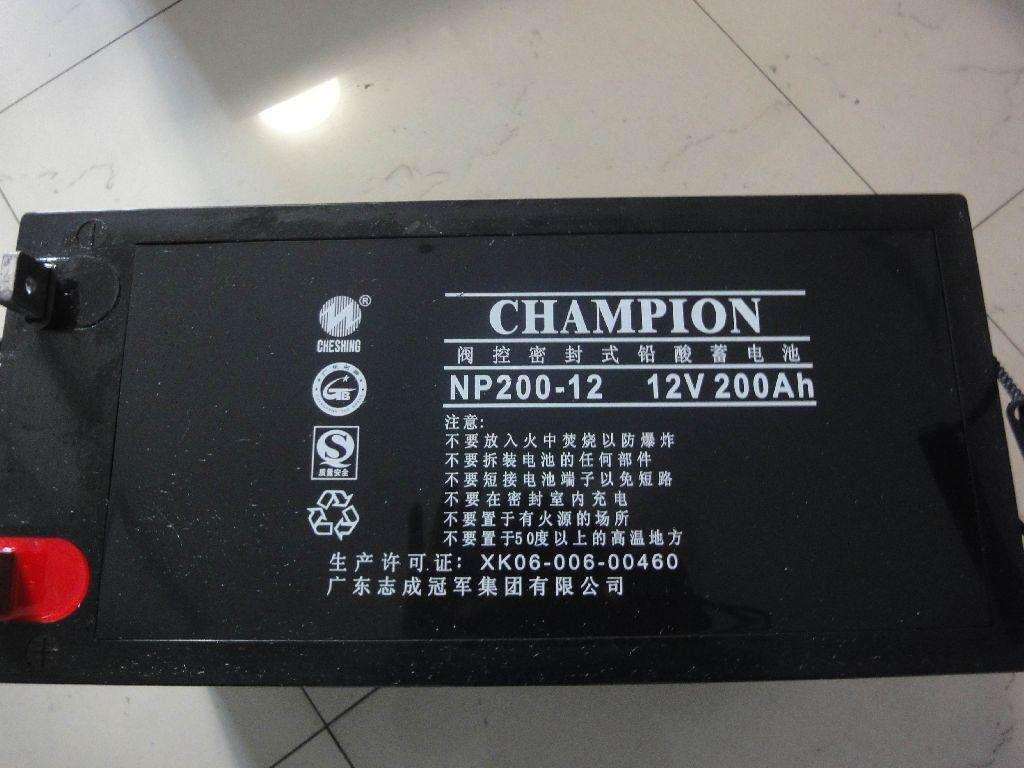 CHAMPION
阀控密封式铅酸蓄电池
NP200-12 12V 200Ah
®
CHESHING
质量安全
注意:
不要放入火中焚烧以防爆炸
不要拆装电池的任何部件
不要短接电池端子以免短路
不要在密封室内充电
不要置于有火源的场所
不要置于50度以上的高温地方
生产许可证: XK06-006-00460
广东志成冠军集团有限公司